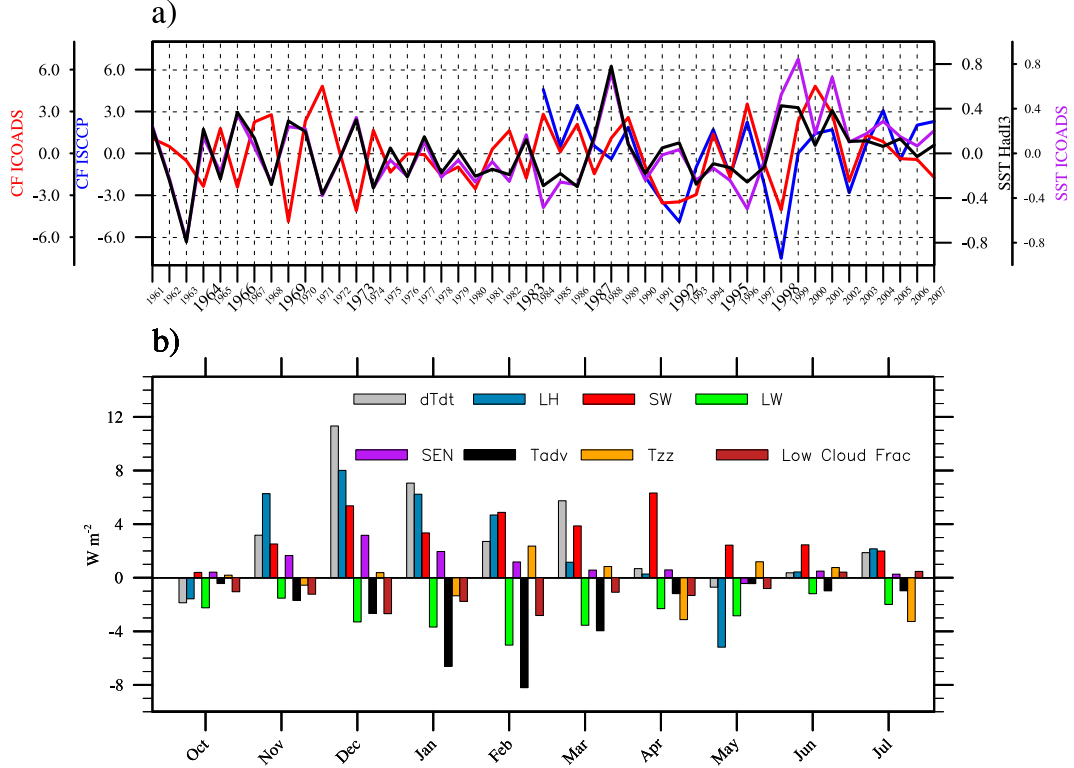 a)
CF ICOADS
CF ISCCP
6.0 6.0 0.8 0.8
3.0 3.0 0.4 0.4
0.0 0.0 0.0 0.0
-3.0 -3.0 -0.4 -0.4
-6.0 -6.0 -0.8 -0.8
SST HadI3
SST ICOADS
1961 1962 1963 1964 1965 1966 1967 1968 1969 1970 1971 1972 1973 1974 1975 1976 1977 1978 1979 1980 1981 1982 1983 1984 1985 1986 1987 1988 1989 1990 1991 1992 1993 1994 1995 1996 1997 1998 1999 2000 2001 2002 2003 2004 2005 2006 2007
b)
dTdt LH SW LW
SEN Tadv Tzz Low Cloud Frac
W m-2
12
8
4
0
-4
-8
Oct Nov Dec Jan Feb Mar Apr May Jun Jul